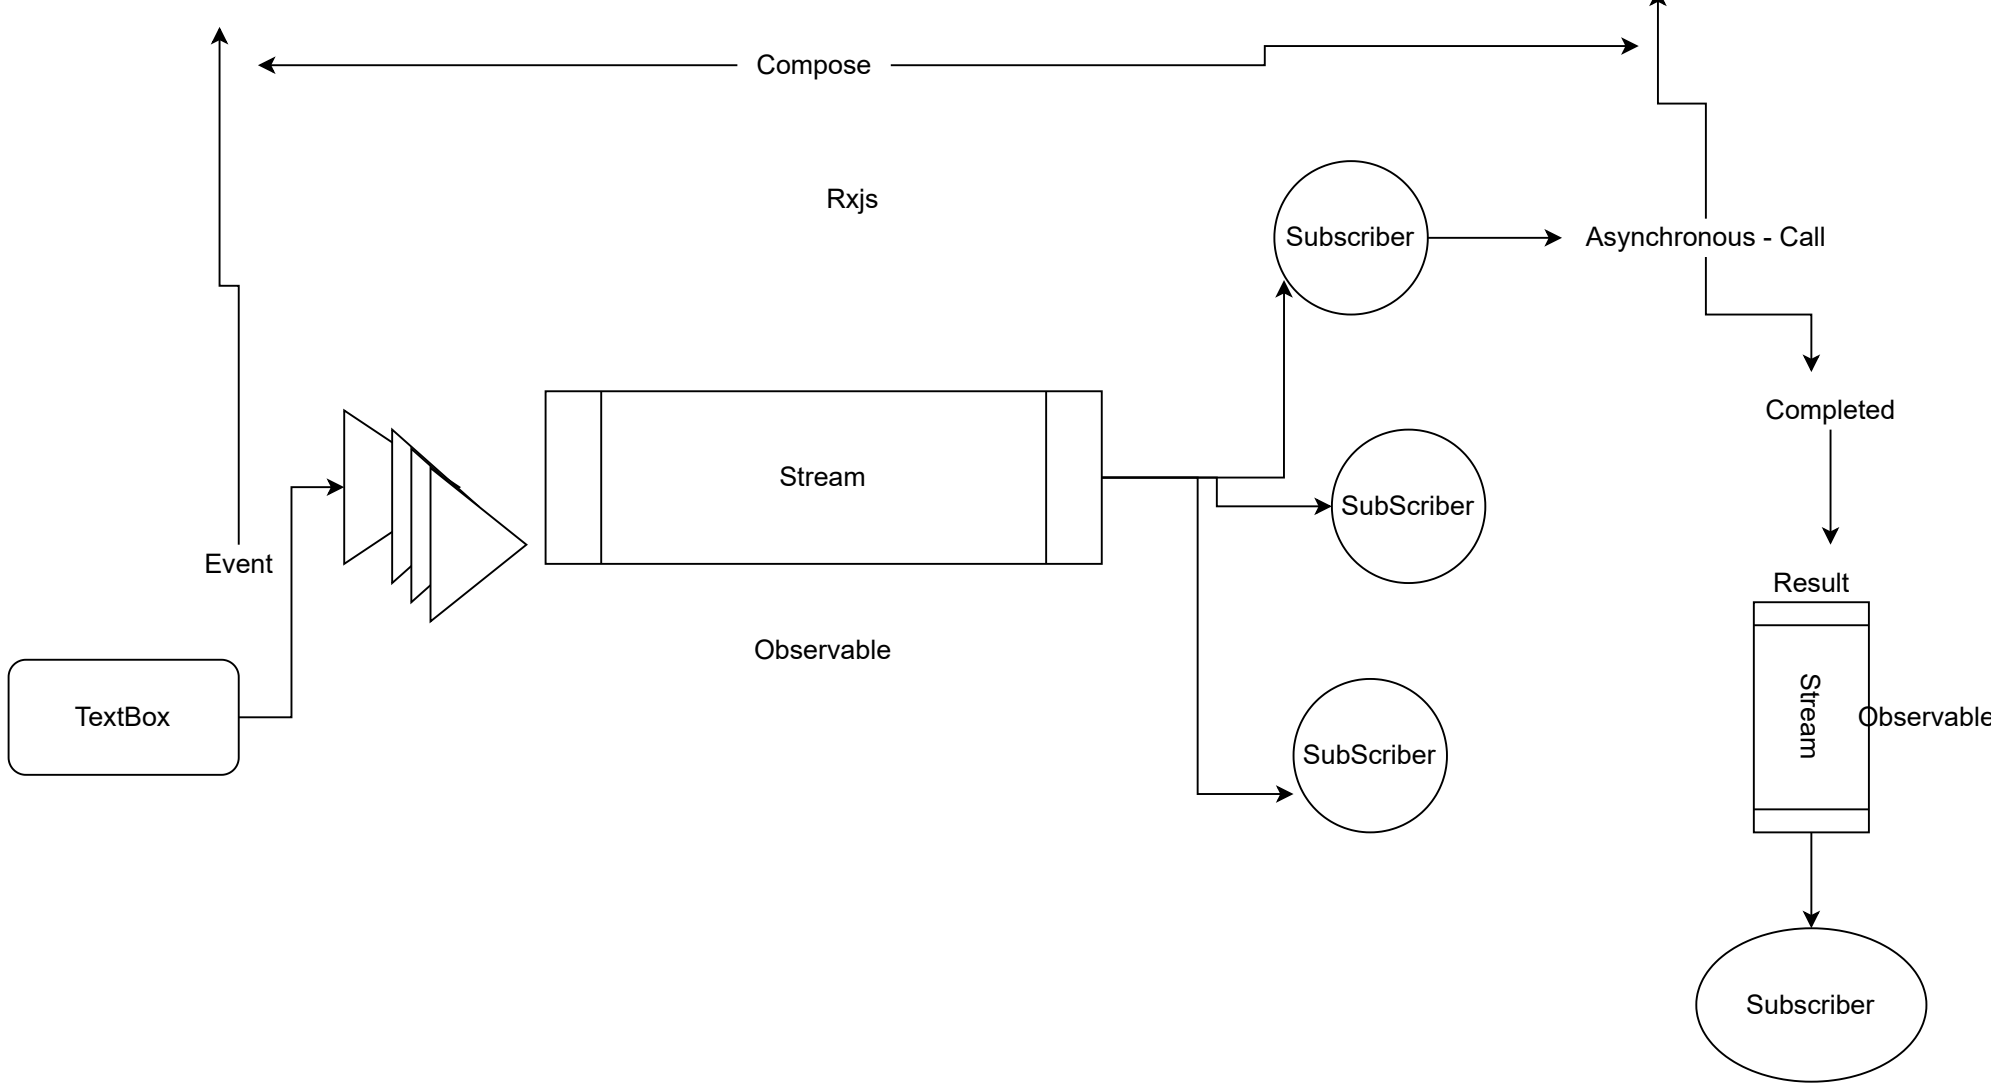 Compose
Rxjs
Subscriber
Asynchronous - Call
Completed
Stream
SubScriber
Event
Result
Observable
TextBox
SubScriber
Stream
Observable
Subscriber